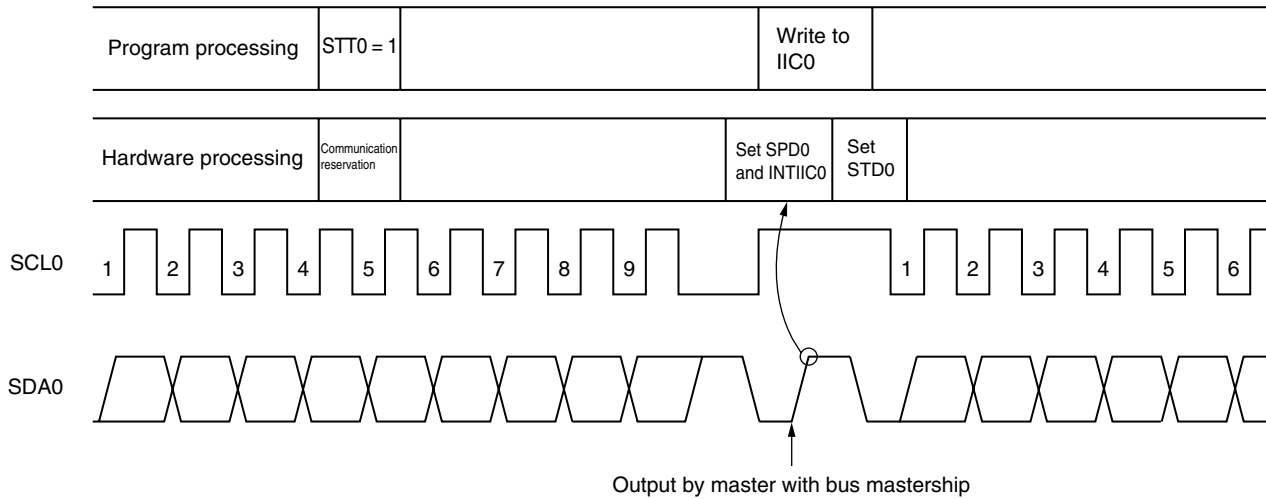 Program processing
STT0 = 1
Write to
IIC0
Hardware processing
Communication
reservation
Set SPD0
and INTIIC0
Set
STD0
SCL0
1 2 3 4 5 6 7 8 9 1 2 3 4 5 6
SDA0
Output by master with bus mastership